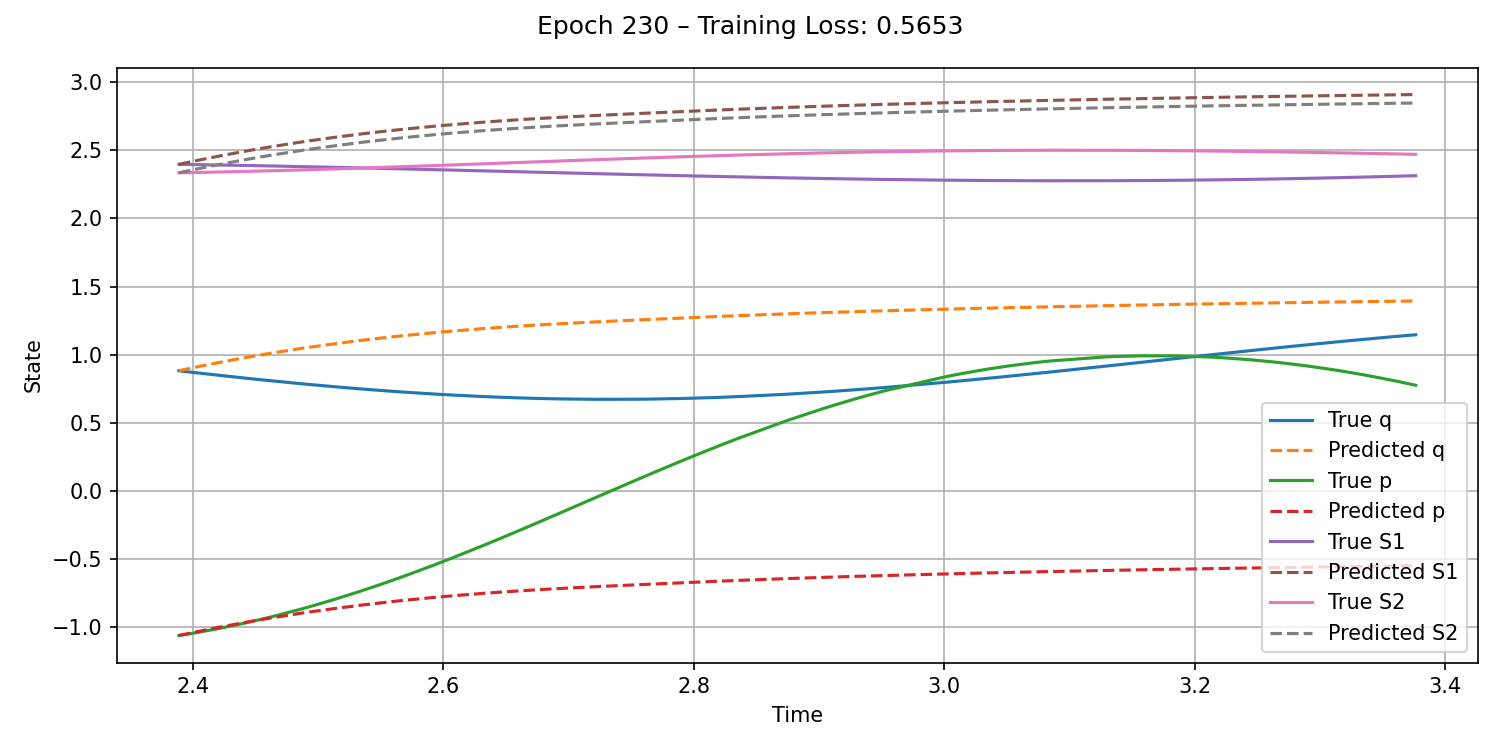 Epoch 230 – Training Loss: 0.5653
3.0
2.5
2.0
1.5
1.0
0.5
0.0
−0.5
−1.0
State
True q
Predicted q
True p
Predicted p
True S1
Predicted S1
True S2
Predicted S2
2.4
2.6
2.8
3.0
3.2
3.4
Time